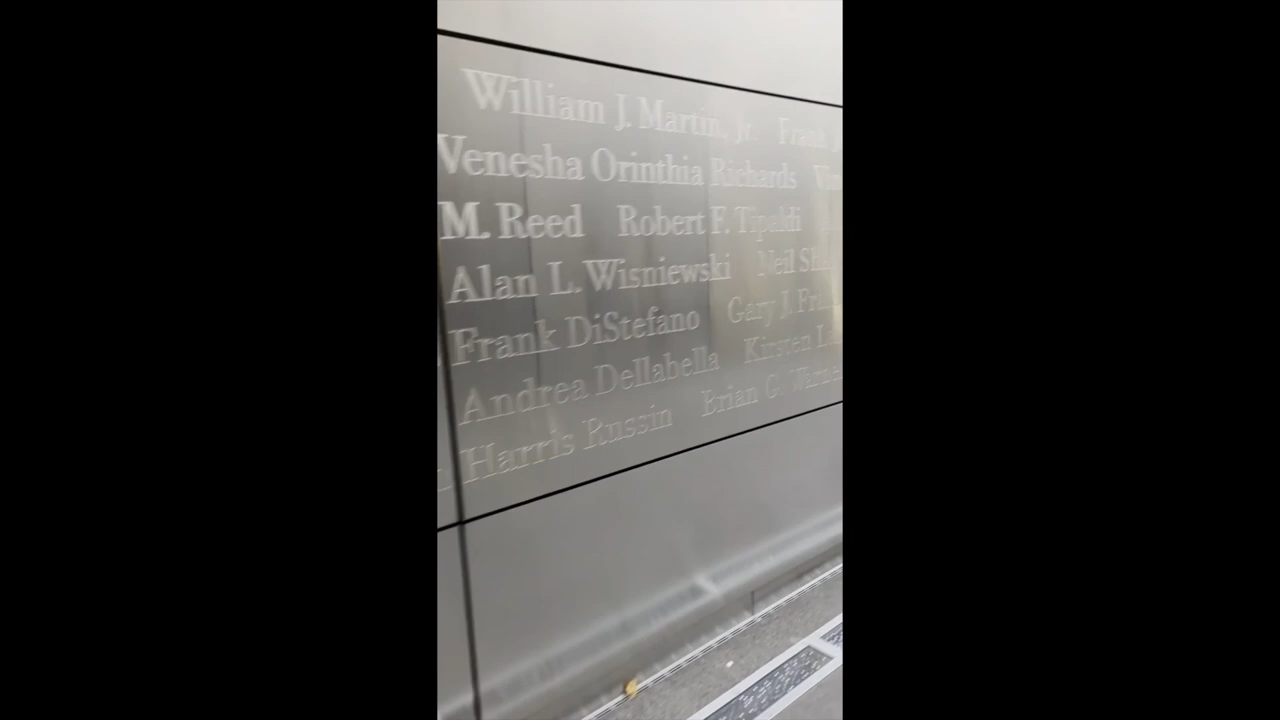 William J. Martin, Jr. Frank J.
Venesha Orinthia Richards
M. Reed Robert F. Tipaldi
Alan L. Wisniewski Neil
Frank DiStefano Gary J.
Andrea Dellabella Kirsten
Harris Russin Brian G.